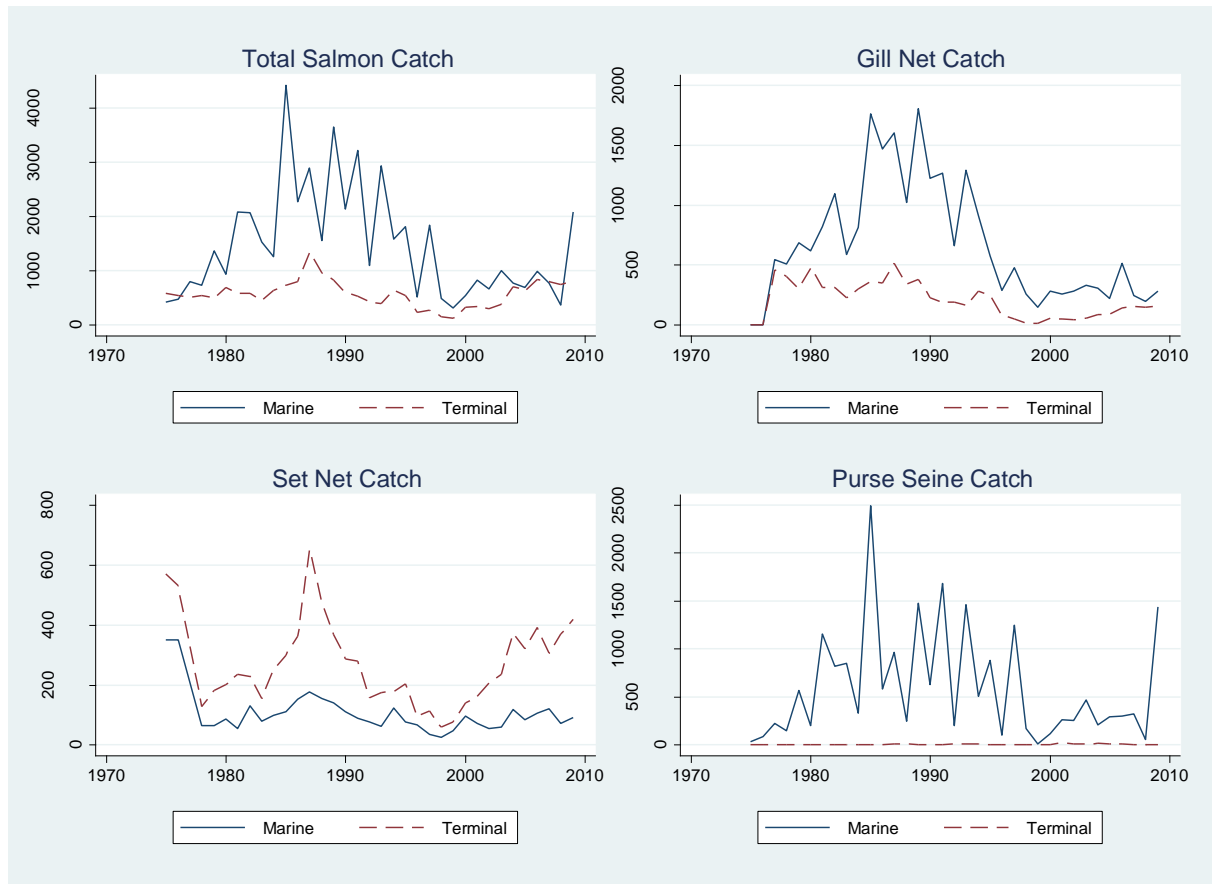 Total Salmon Catch
4000
3000
2000
1000
0
1970 1980 1990 2000 2010
Marine Terminal
Gill Net Catch
2000
1500
1000
500
0
1970 1980 1990 2000 2010
Marine Terminal
Set Net Catch
800
600
400
200
0
1970 1980 1990 2000 2010
Marine Terminal
Purse Seine Catch
2500
2000
1500
1000
500
0
1970 1980 1990 2000 2010
Marine Terminal